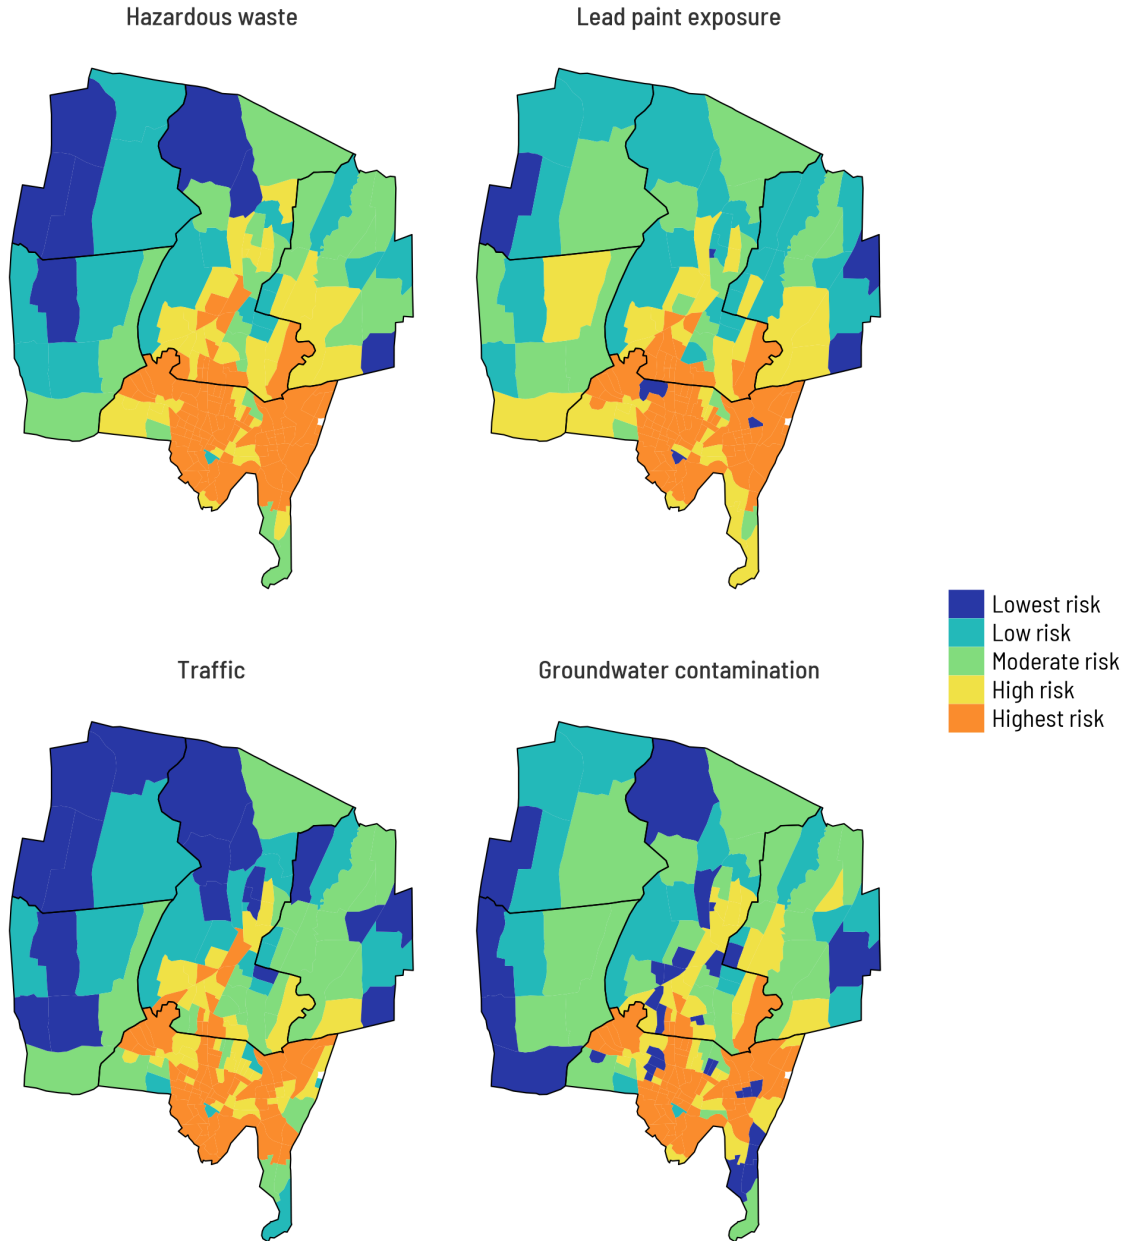 Hazardous waste
Lead paint exposure
Lowest risk
Low risk
Moderate risk
High risk
Highest risk
Traffic
Groundwater contamination